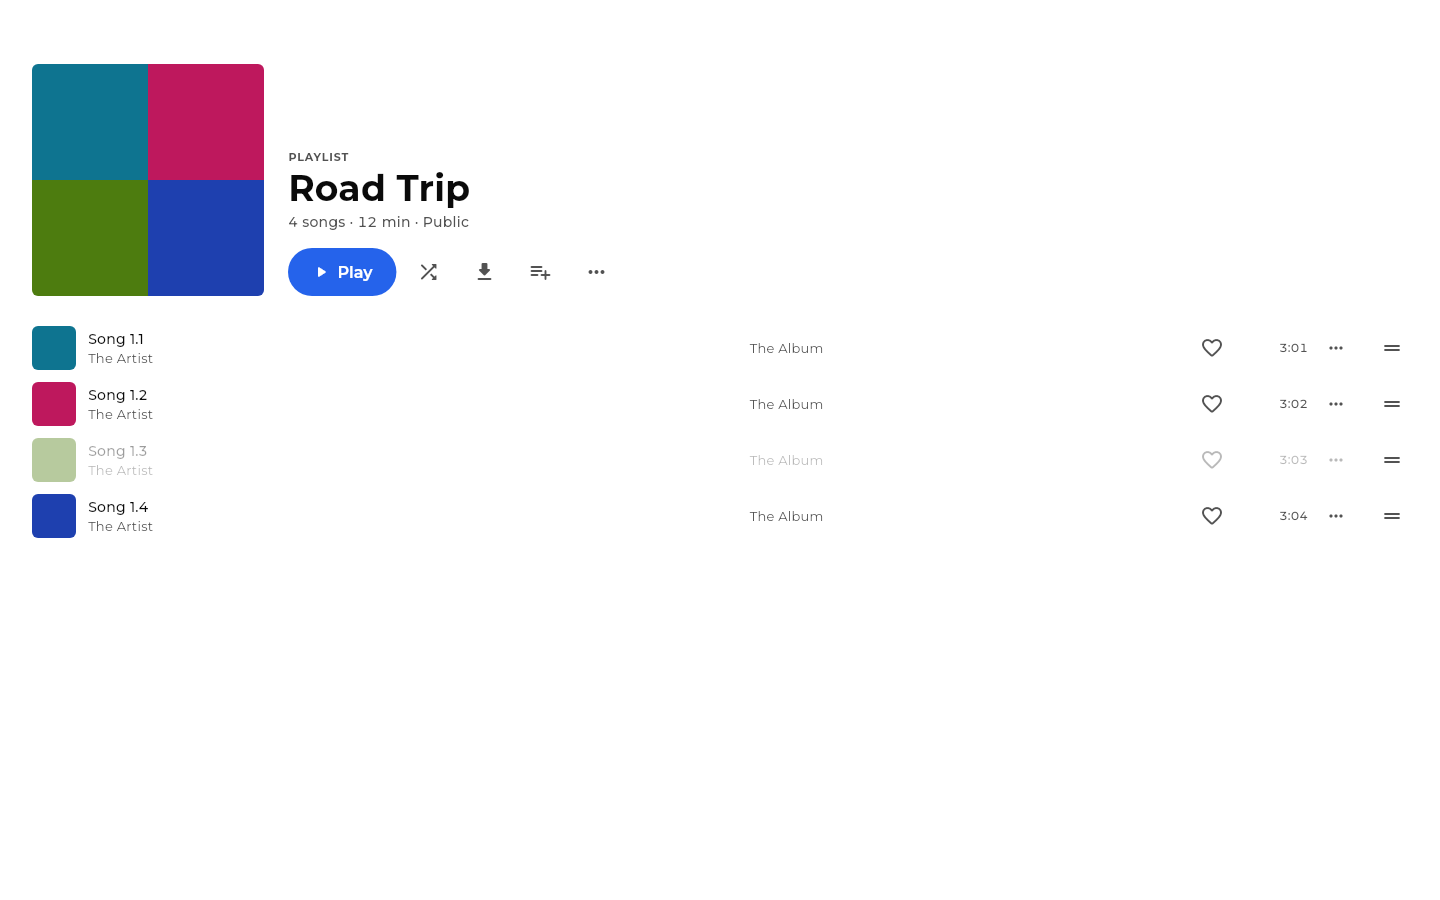 PLAYLIST
Road Trip
4 songs · 12 min · Public
Play
Song 1.1
The Artist
The Album
3:01
Song 1.2
The Artist
The Album
3:02
Song 1.3
The Artist
The Album
3:03
Song 1.4
The Artist
The Album
3:04